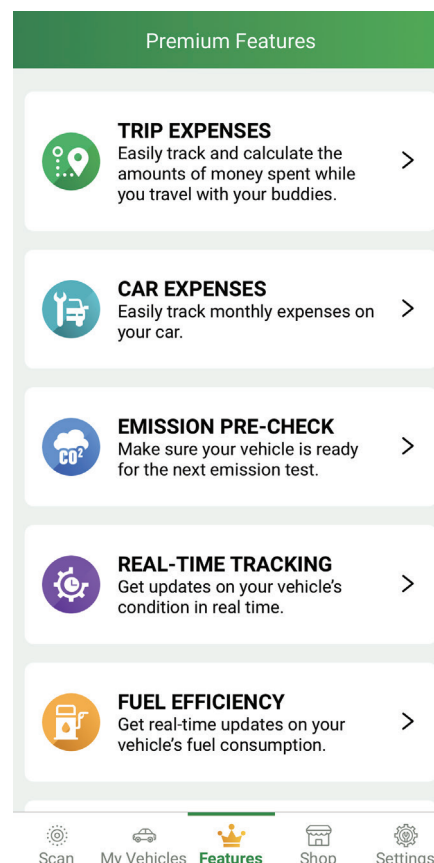 Premium Features
TRIP EXPENSES
Easily track and calculate the
amounts of money spent while
you travel with your buddies.
CAR EXPENSES
Easily track monthly expenses on
your car.
CO²
EMISSION PRE-CHECK
Make sure your vehicle is ready
for the next emission test.
REAL-TIME TRACKING
Get updates on your vehicle's
condition in real time.
FUEL EFFICIENCY
Get real-time updates on your
vehicle's fuel consumption.
Scan My Vehicles Features Shop Settings